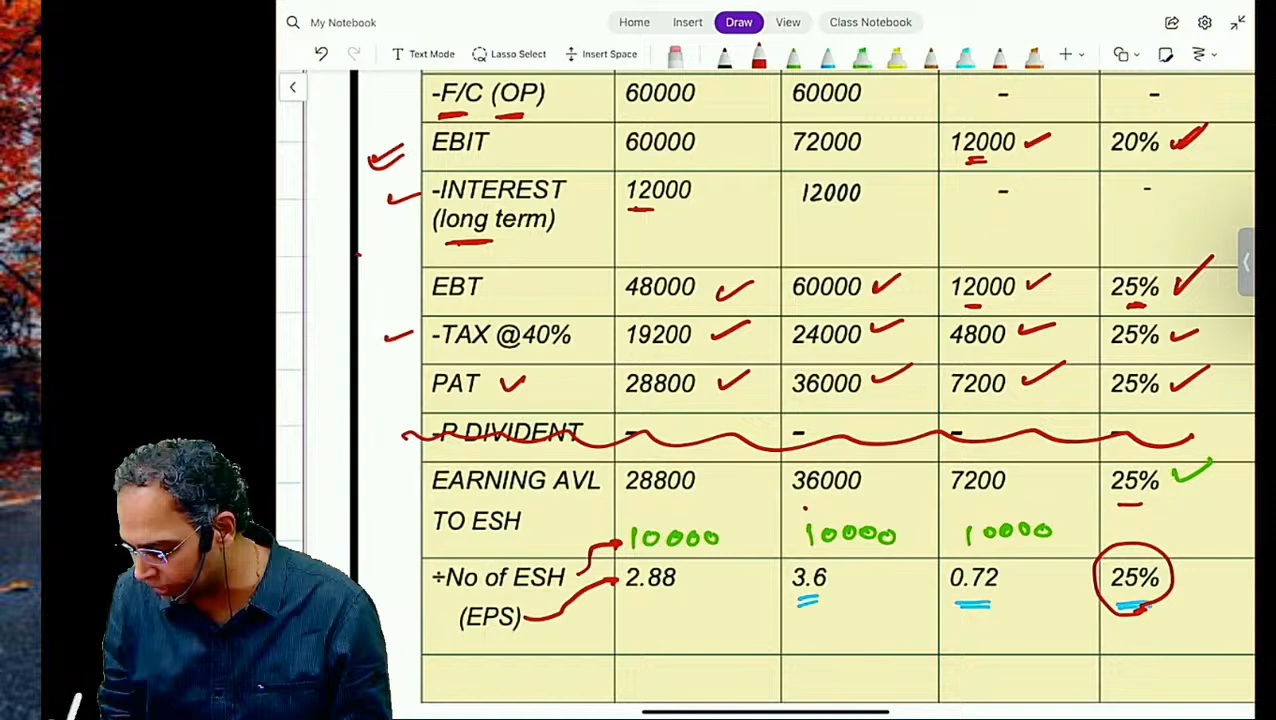 My Notebook
Home Insert Draw View Class Notebook
Text Mode Lasso Select Insert Space
-F/C (OP) 60000 60000 - -
EBIT 60000 72000 12000 20%
-INTEREST 12000 12000 - -
(long term)
EBT 48000 60000 12000 25%
-TAX @40% 19200 24000 4800 25%
PAT 28800 36000 7200 25%
-P DIVIDENT - - - -
EARNING AVL 28800 36000 7200 25%
TO ESH
10000 10000 10000
÷No of ESH 2.88 3.6 0.72 25%
(EPS)